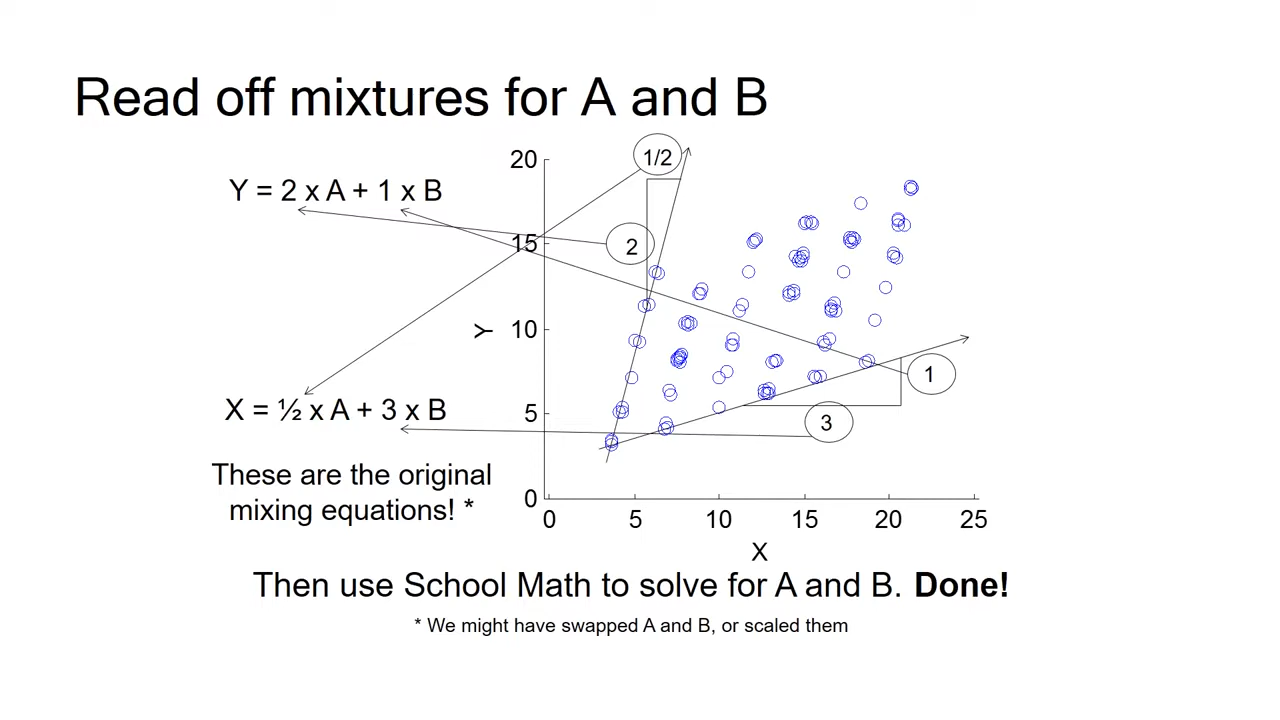 Read off mixtures for A and B
Y = 2 x A + 1 x B
X = ½ x A + 3 x B
These are the original
mixing equations! *
20
15
10
5
0
Y
0 5 10 15 20 25
X
1/2
2
1
3
Then use School Math to solve for A and B. Done!
* We might have swapped A and B, or scaled them